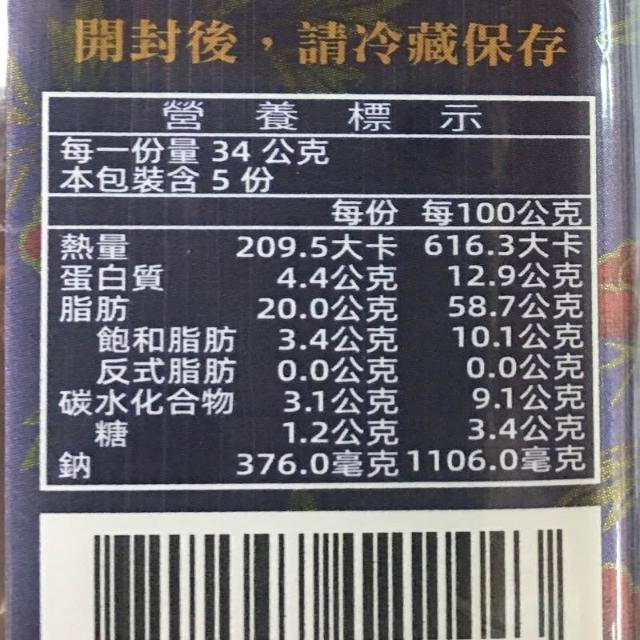 開封後，請冷藏保存
營養標示
每一份量 34 公克
本包裝含 5 份
每份 每100公克
熱量 209.5大卡 616.3大卡
蛋白質 4.4公克 12.9公克
脂肪 20.0公克 58.7公克
飽和脂肪 3.4公克 10.1公克
反式脂肪 0.0公克 0.0公克
碳水化合物 3.1公克 9.1公克
糖 1.2公克 3.4公克
鈉 376.0毫克 1106.0毫克